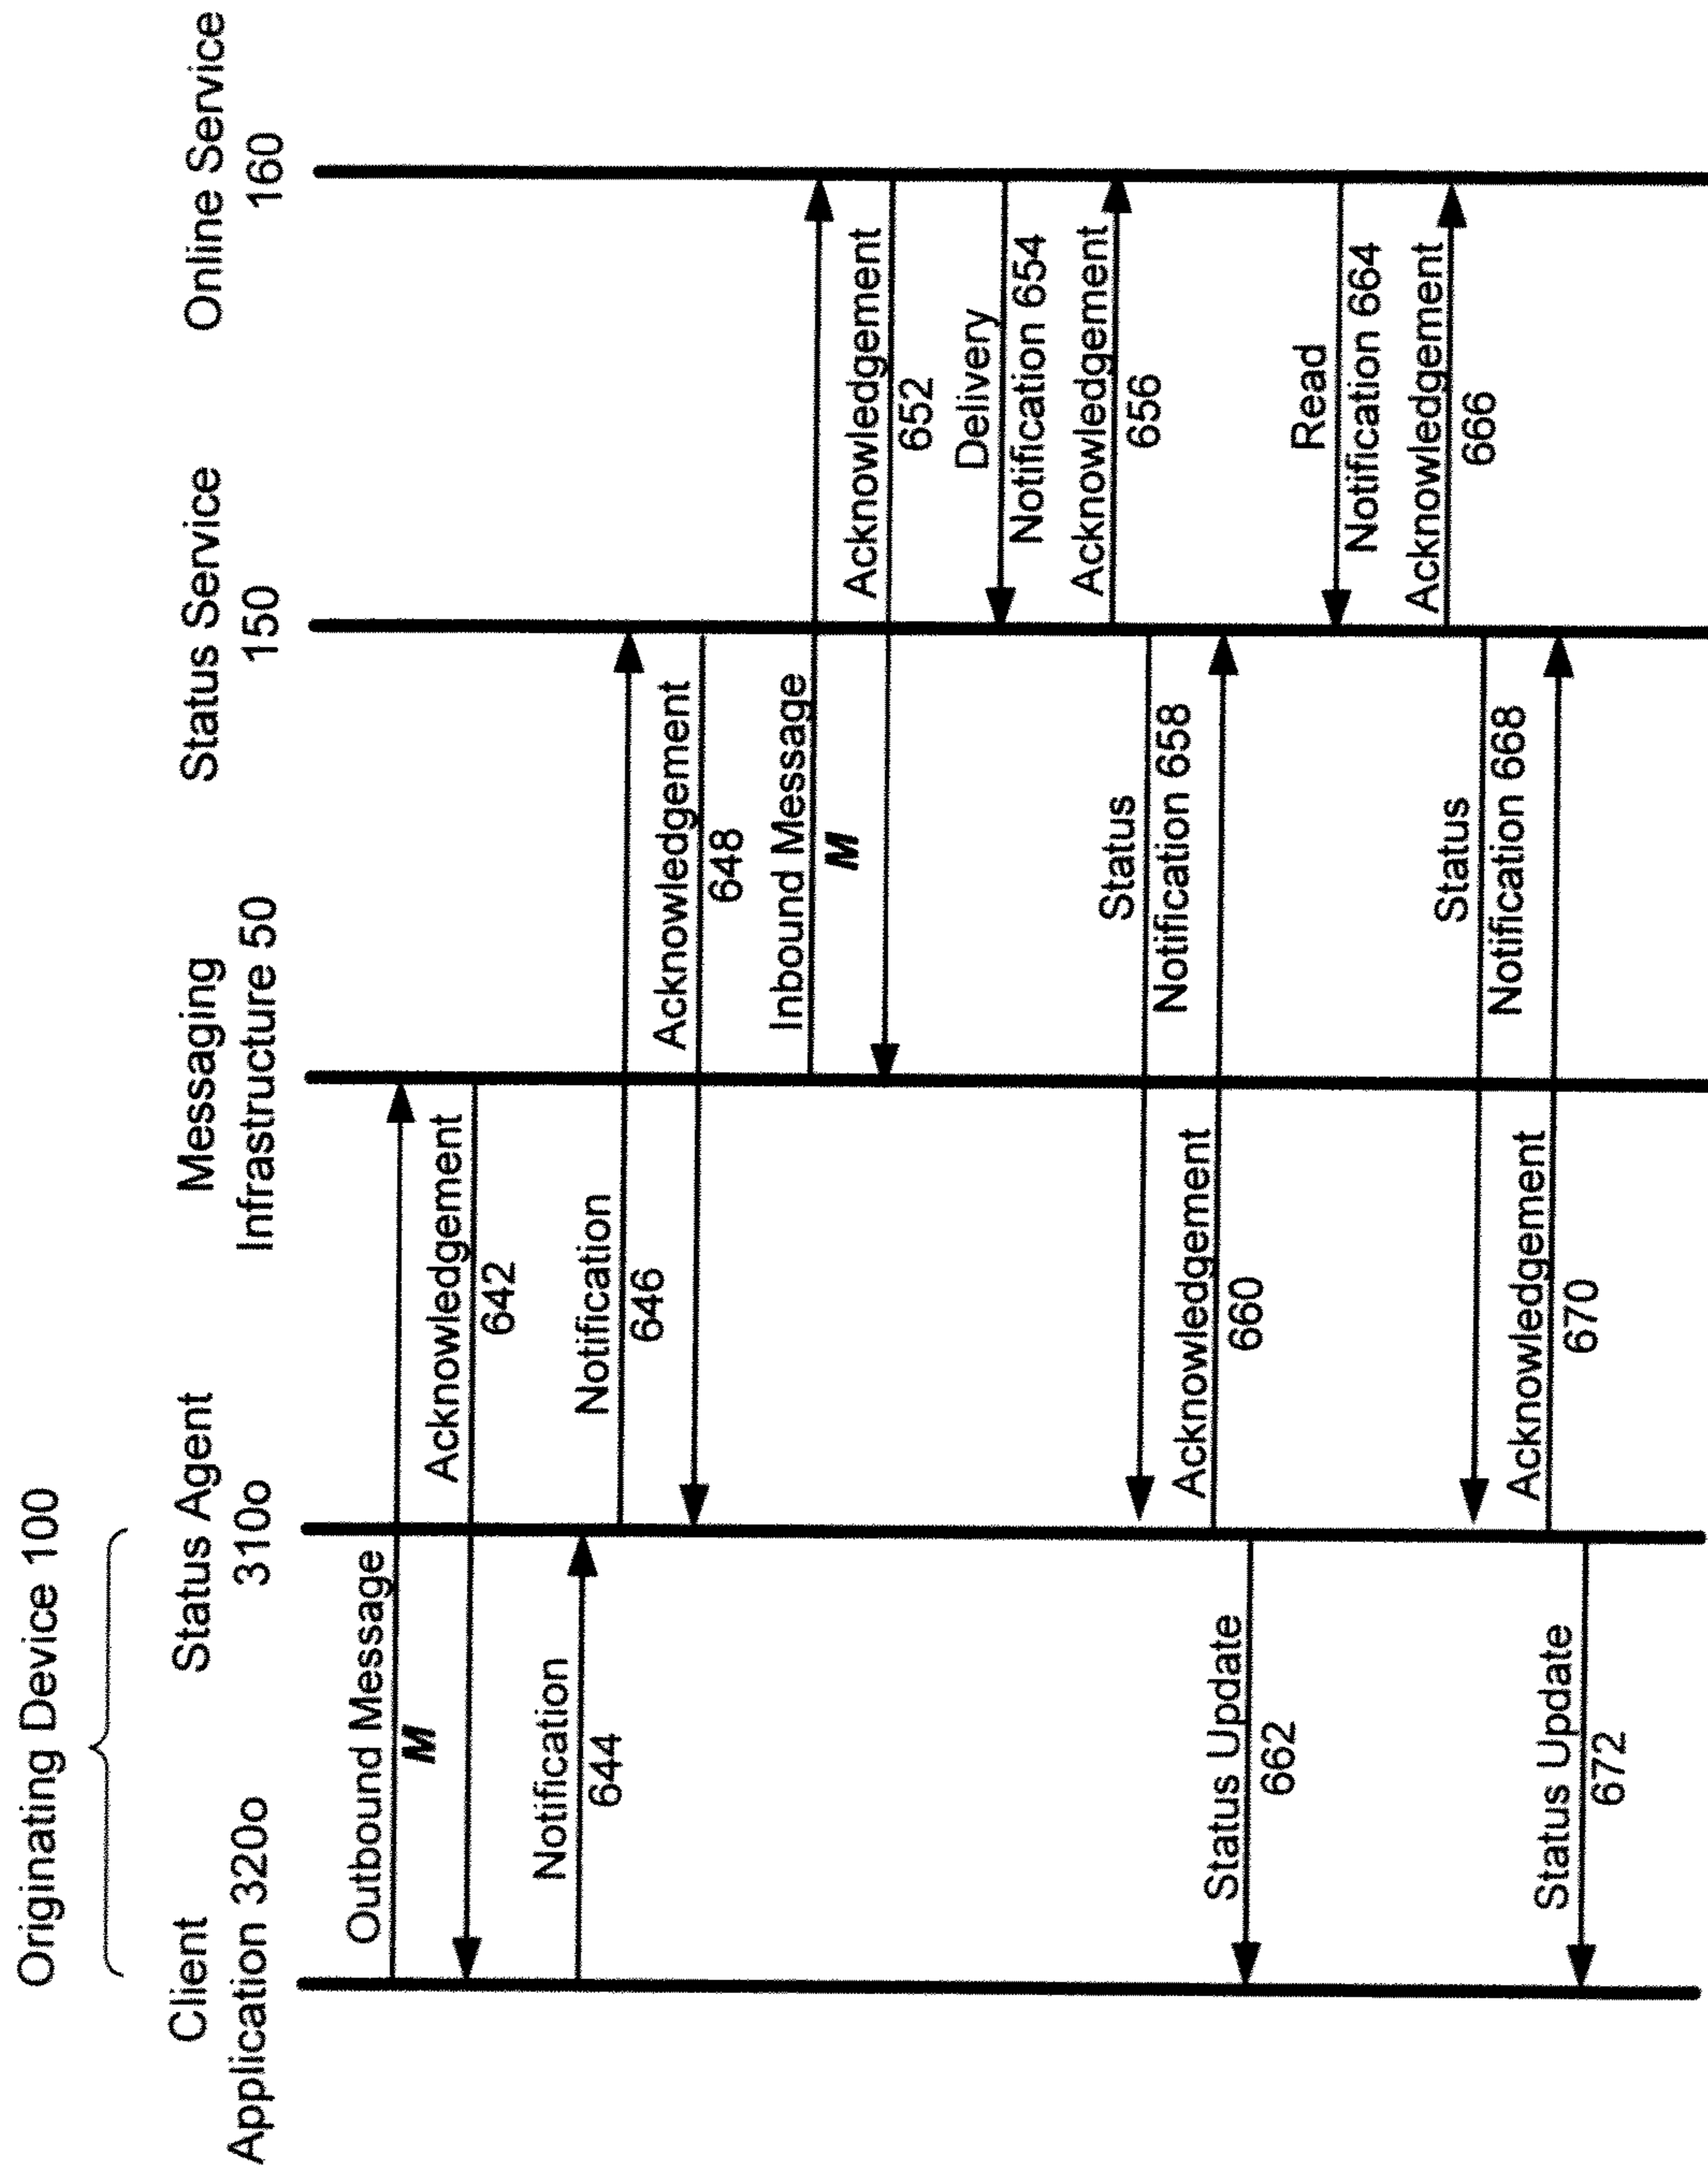 Originating Device 100
Client
Application 320o
Status Agent
310o
Messaging
Infrastructure 50
Status Service
150
Online Service
160
Outbound Message
M
Acknowledgement
642
Notification
644
Notification
646
Acknowledgement
648
Inbound Message
M
Acknowledgement
652
Delivery
Notification 654
Acknowledgement
656
Status
Notification 658
Acknowledgement
660
Status Update
662
Read
Notification 664
Acknowledgement
666
Status
Notification 668
Acknowledgement
670
Status Update
672